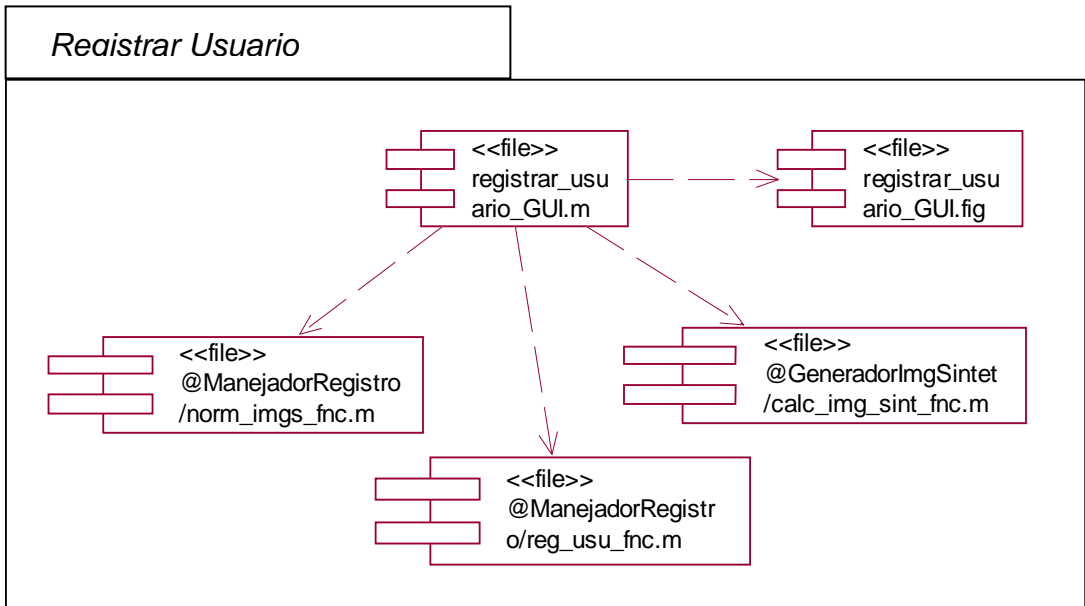 Registrar Usuario
<<file>>
registrar_usu
ario_GUI.m
<<file>>
registrar_usu
ario_GUI.fig
<<file>>
@ManejadorRegistro
/norm_imgs_fnc.m
<<file>>
@GeneradorImgSintet
/calc_img_sint_fnc.m
<<file>>
@ManejadorRegistr
o/reg_usu_fnc.m